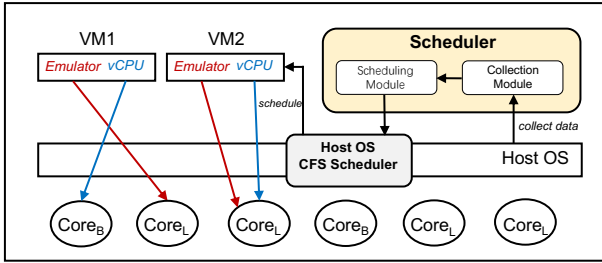 VM1
VM2
Scheduler
Emulator vCPU
Emulator vCPU
Scheduling
Module
Collection
Module
schedule
collect data
Host OS
CFS Scheduler
Host OS
CoreB
CoreL
CoreL
CoreB
CoreL
CoreL